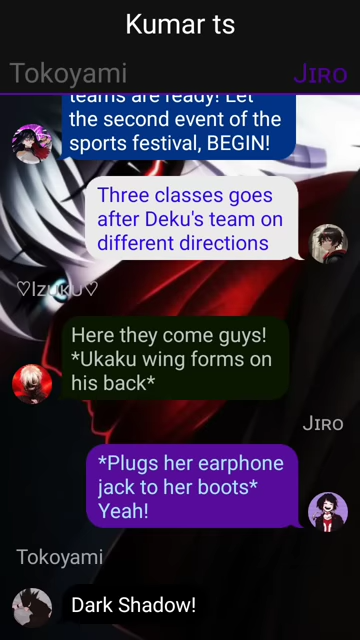 Kumar ts
Tokoyami
Jiro
teams are ready! Let
the second event of the
sports festival, BEGIN!
Three classes goes
after Deku's team on
different directions
♡Izuku♡
Here they come guys!
*Ukaku wing forms on
his back*
Jiro
*Plugs her earphone
jack to her boots*
Yeah!
Tokoyami
Dark Shadow!